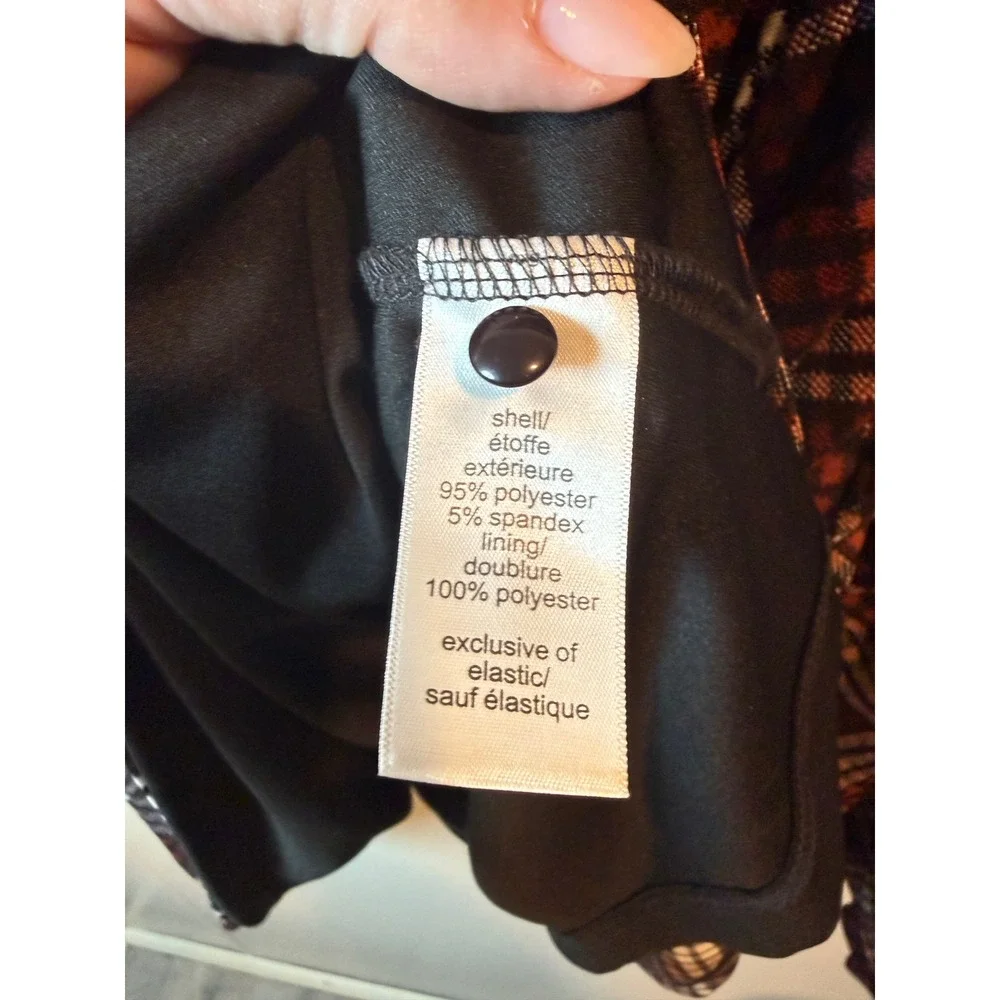 shell/
étoffe
extérieure
95% polyester
5% spandex
lining/
doublure
100% polyester
exclusive of
elastic/
sauf élastique